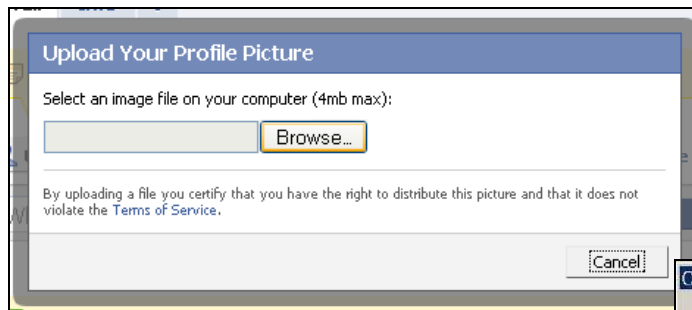 Upload Your Profile Picture
Select an image file on your computer (4mb max):
Browse...
By uploading a file you certify that you have the right to distribute this picture and that it does not
violate the Terms of Service.
Cancel